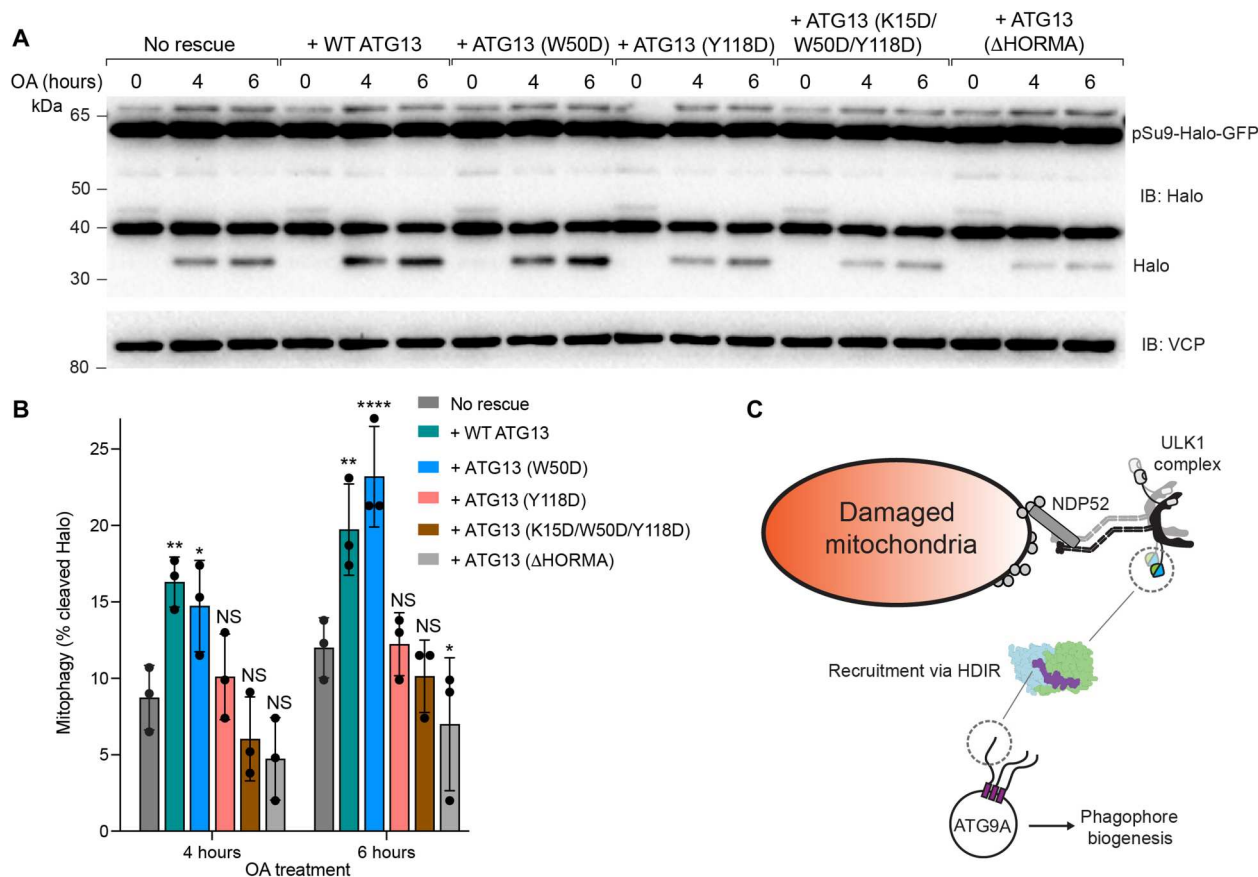 A
No rescue
+ WT ATG13
+ ATG13 (W50D)
+ ATG13 (Y118D)
+ ATG13 (K15D/
W50D/Y118D)
+ ATG13
(ΔHORMA)
OA (hours) 0 4 6 0 4 6 0 4 6 0 4 6 0 4 6 0 4 6
kDa
65
pSu9-Halo-GFP
50
IB: Halo
40
Halo
30
IB: VCP
80
B
Mitophagy (% cleaved Halo)
25
20
15
10
5
0
** * NS NS NS
** **** NS NS *
4 hours 6 hours
OA treatment
No rescue
+ WT ATG13
+ ATG13 (W50D)
+ ATG13 (Y118D)
+ ATG13 (K15D/W50D/Y118D)
+ ATG13 (ΔHORMA)
C
ULK1
complex
NDP52
Damaged
mitochondria
Recruitment via HDIR
ATG9A
Phagophore
biogenesis